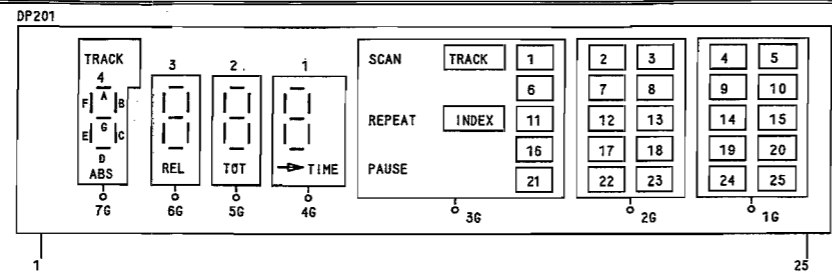 DP201
TRACK 3 2 1 SCAN TRACK 1 2 3 4 5
4
A
F B 6 7 8 9 10
G REPEAT INDEX 11 12 13 14 15
E C
16 17 18 19 20
D
ABS REL TOT TIME PAUSE 21 22 23 24 25
7G 6G 5G 4G 3G 2G 1G
1 25